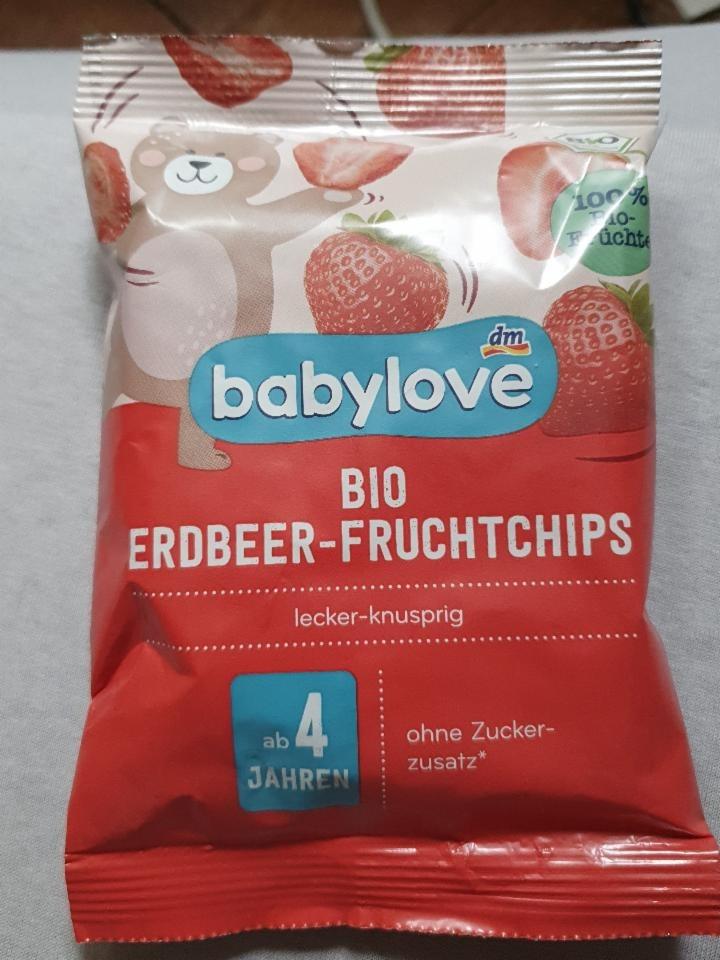 BIO
100%
Bio-
Früchte
dm
babylove
BIO
ERDBEER-FRUCHTCHIPS
lecker-knusprig
ab 4
JAHREN
ohne Zucker-
zusatz*